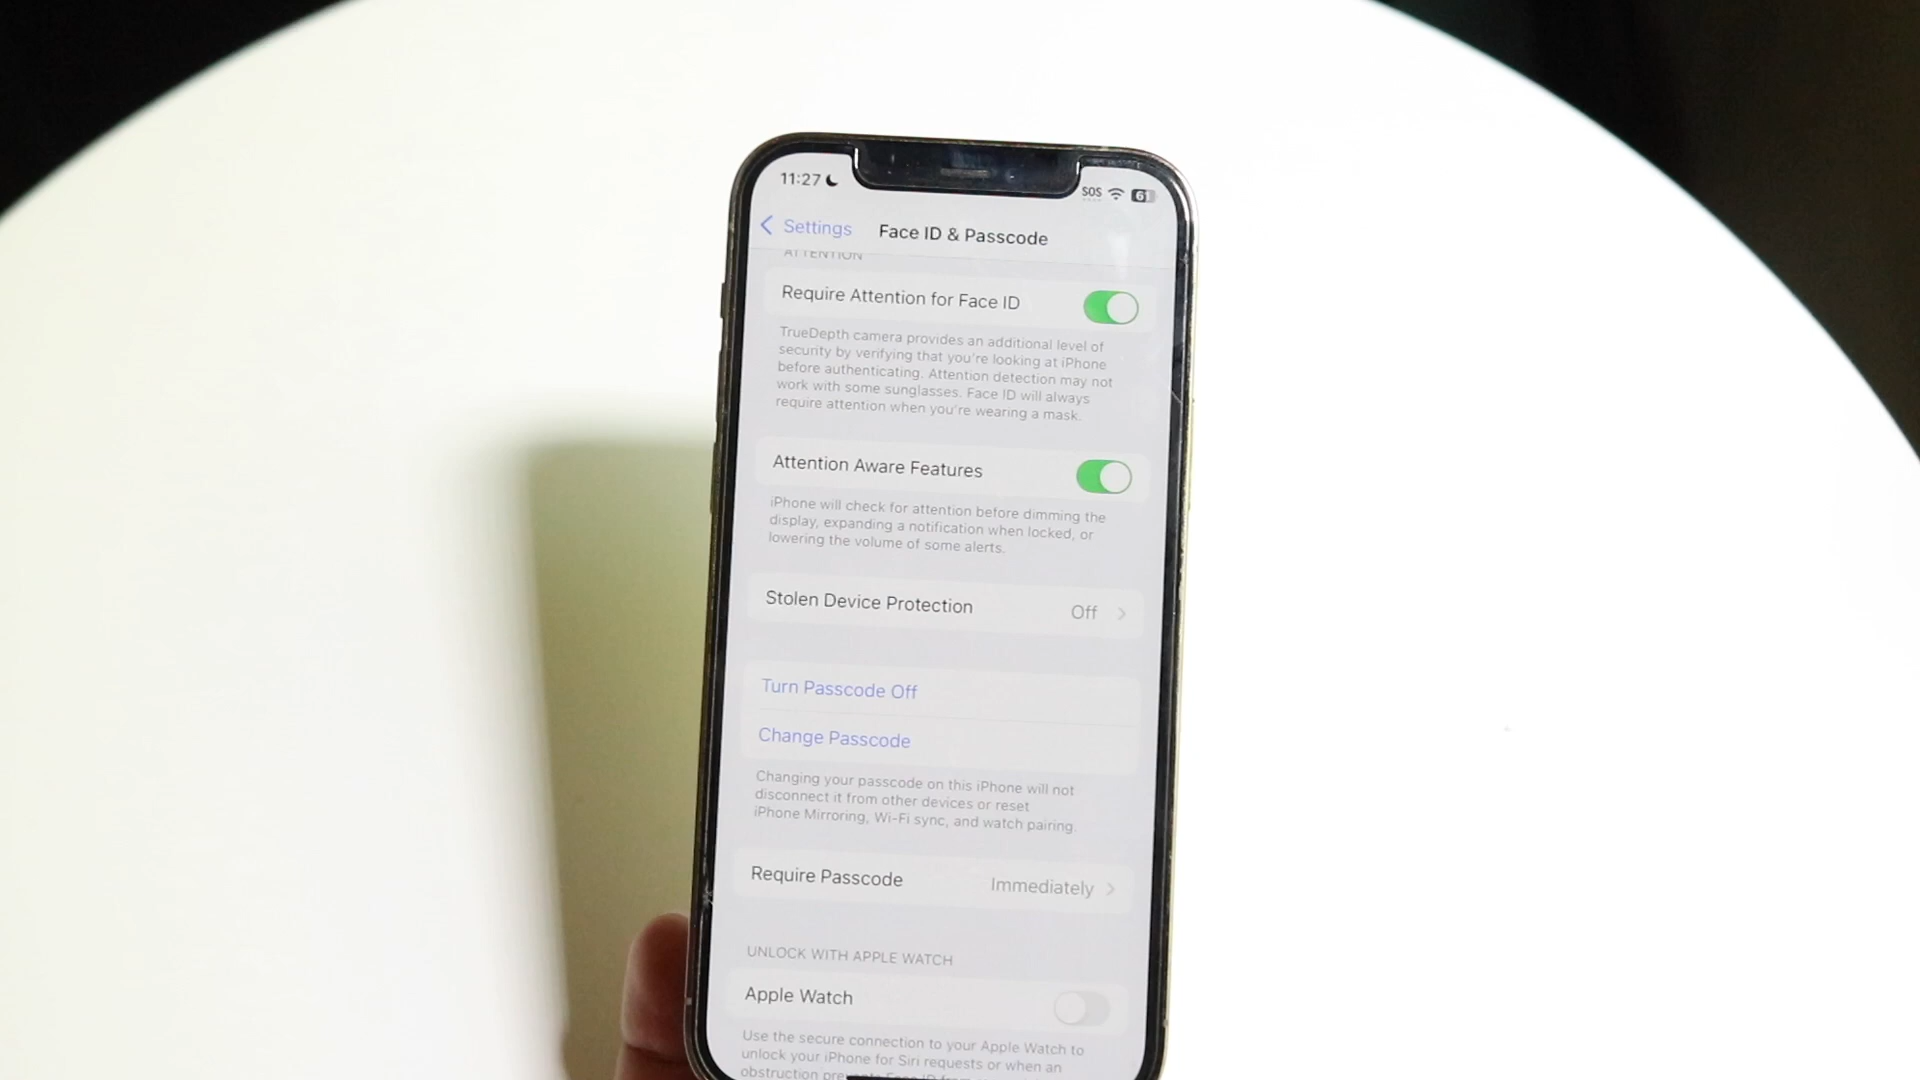 11:27
SOS
61
Settings
Face ID & Passcode
ATTENTION
Require Attention for Face ID
TrueDepth camera provides an additional level of
security by verifying that you're looking at iPhone
before authenticating. Attention detection may not
work with some sunglasses. Face ID will always
require attention when you're wearing a mask.
Attention Aware Features
iPhone will check for attention before dimming the
display, expanding a notification when locked, or
lowering the volume of some alerts.
Stolen Device Protection
Off
Turn Passcode Off
Change Passcode
Changing your passcode on this iPhone will not
disconnect it from other devices or reset
iPhone Mirroring, Wi-Fi sync, and watch pairing.
Require Passcode
Immediately
UNLOCK WITH APPLE WATCH
Apple Watch
Use the secure connection to your Apple Watch to
unlock your iPhone for Siri requests or when an
obstruction prevents Face ID from